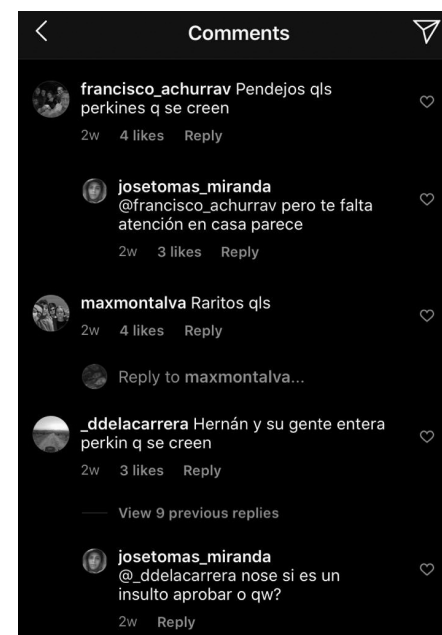 Comments
francisco_achurrav Pendejos qls
perkines q se creen
2w 4 likes Reply
josetomas_miranda
@francisco_achurrav pero te falta
atención en casa parece
2w 3 likes Reply
maxmontalva Raritos qls
2w 4 likes Reply
Reply to maxmontalva...
_ddelacarrera Hernán y su gente entera
perkin q se creen
2w 3 likes Reply
View 9 previous replies
josetomas_miranda
@_ddelacarrera nose si es un
insulto aprobar o qw?
2w Reply